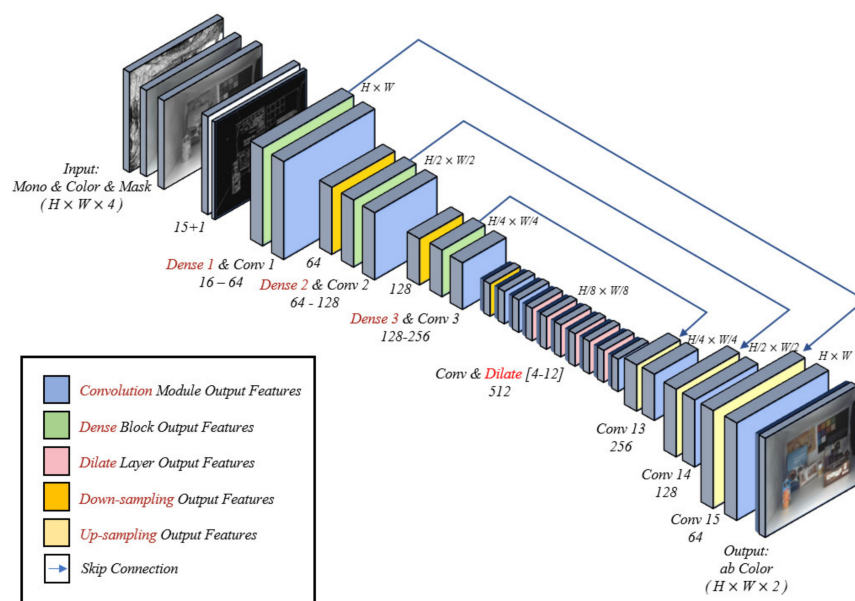 Input:
Mono & Color & Mask
( H × W × 4 )
15+1
H × W
Dense 1 & Conv 1
16 – 64
64
H/2 × W/2
Dense 2 & Conv 2
64 - 128
128
H/4 × W/4
Dense 3 & Conv 3
128-256
H/8 × W/8
Conv & Dilate [4-12]
512
H/4 × W/4
Conv 13
256
H/2 × W/2
Conv 14
128
H × W
Conv 15
64
Output:
ab Color
( H × W × 2 )
Convolution Module Output Features
Dense Block Output Features
Dilate Layer Output Features
Down-sampling Output Features
Up-sampling Output Features
Skip Connection